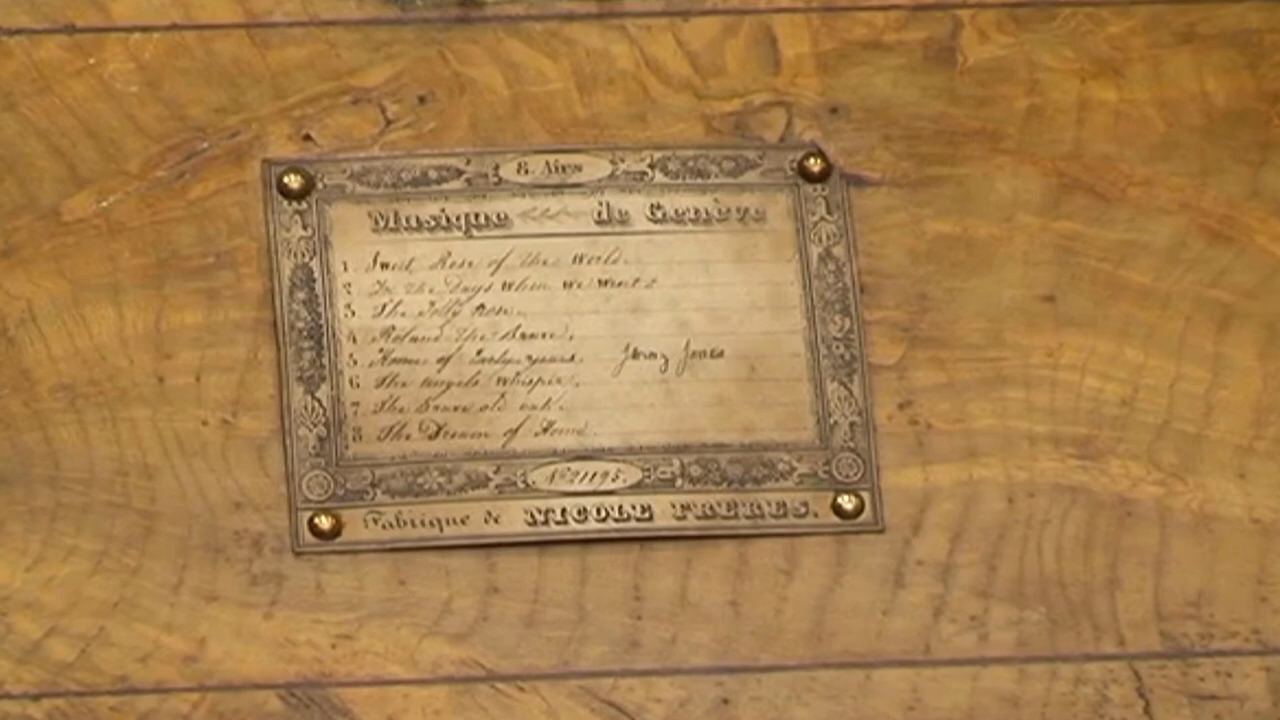 8. Airs
Musique de Genève
1 Sweet Rose of the World.
2 In the Days when we went
3 The Jolly
4 Roland the Brave.
5 Home of Early years. Jenny Jones
6 The Angels whisper.
7 The brave old oak.
8. The Dream of Home
Nº 21195.
Fabrique de NICOLE FRERES.